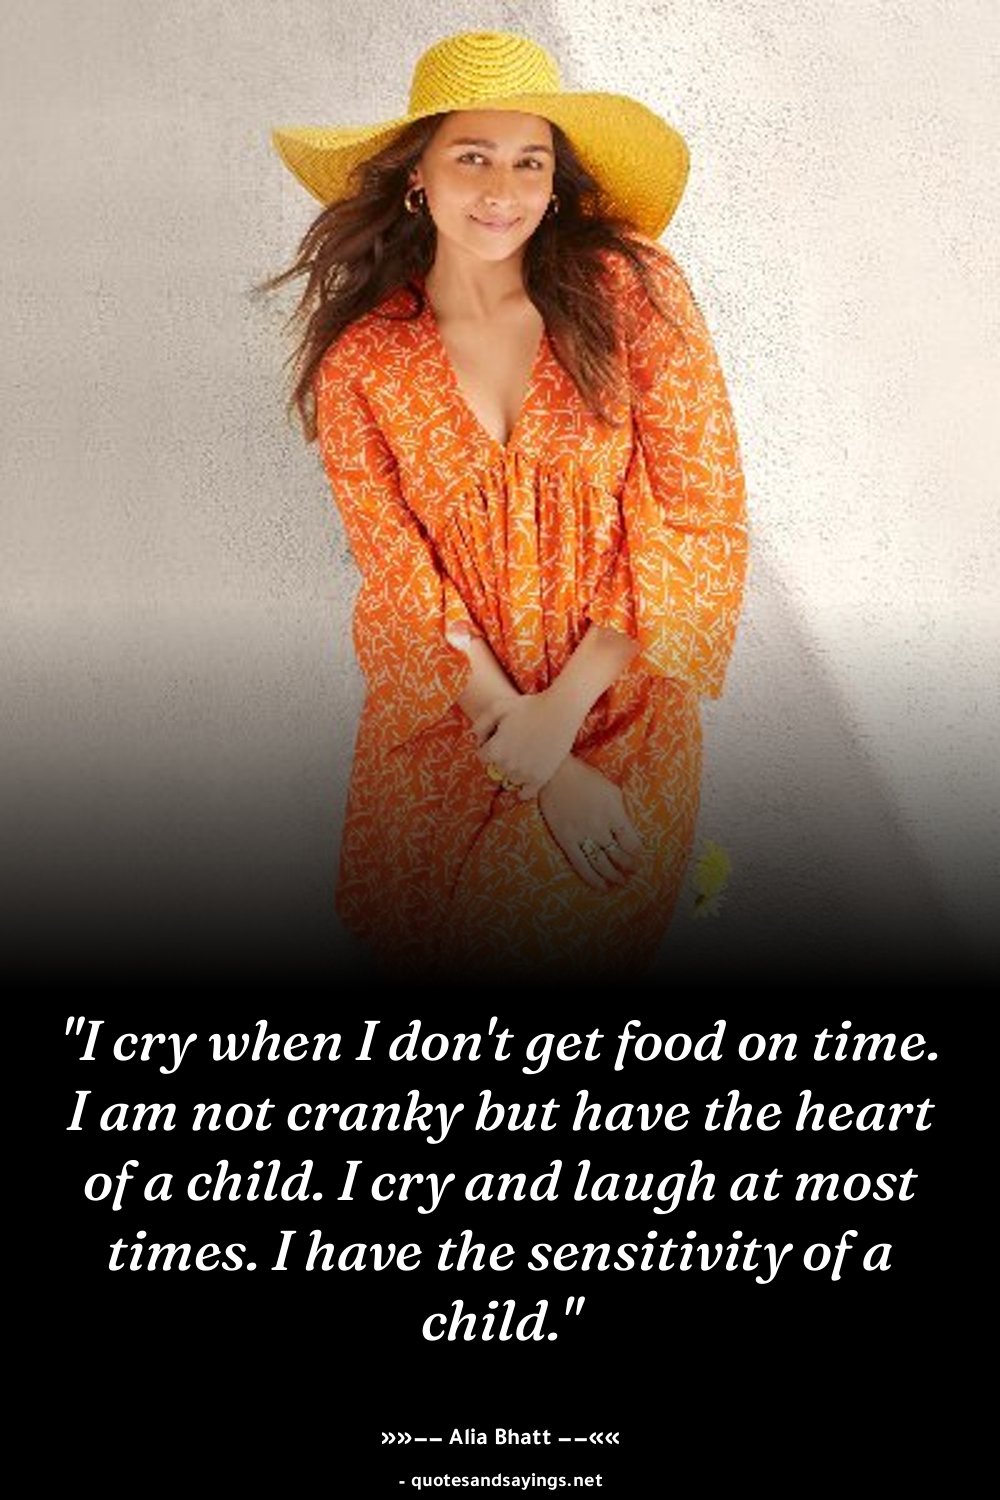 "I cry when I don't get food on time.
I am not cranky but have the heart
of a child. I cry and laugh at most
times. I have the sensitivity of a
child."
»»−− Alia Bhatt −−««
- quotesandsayings.net